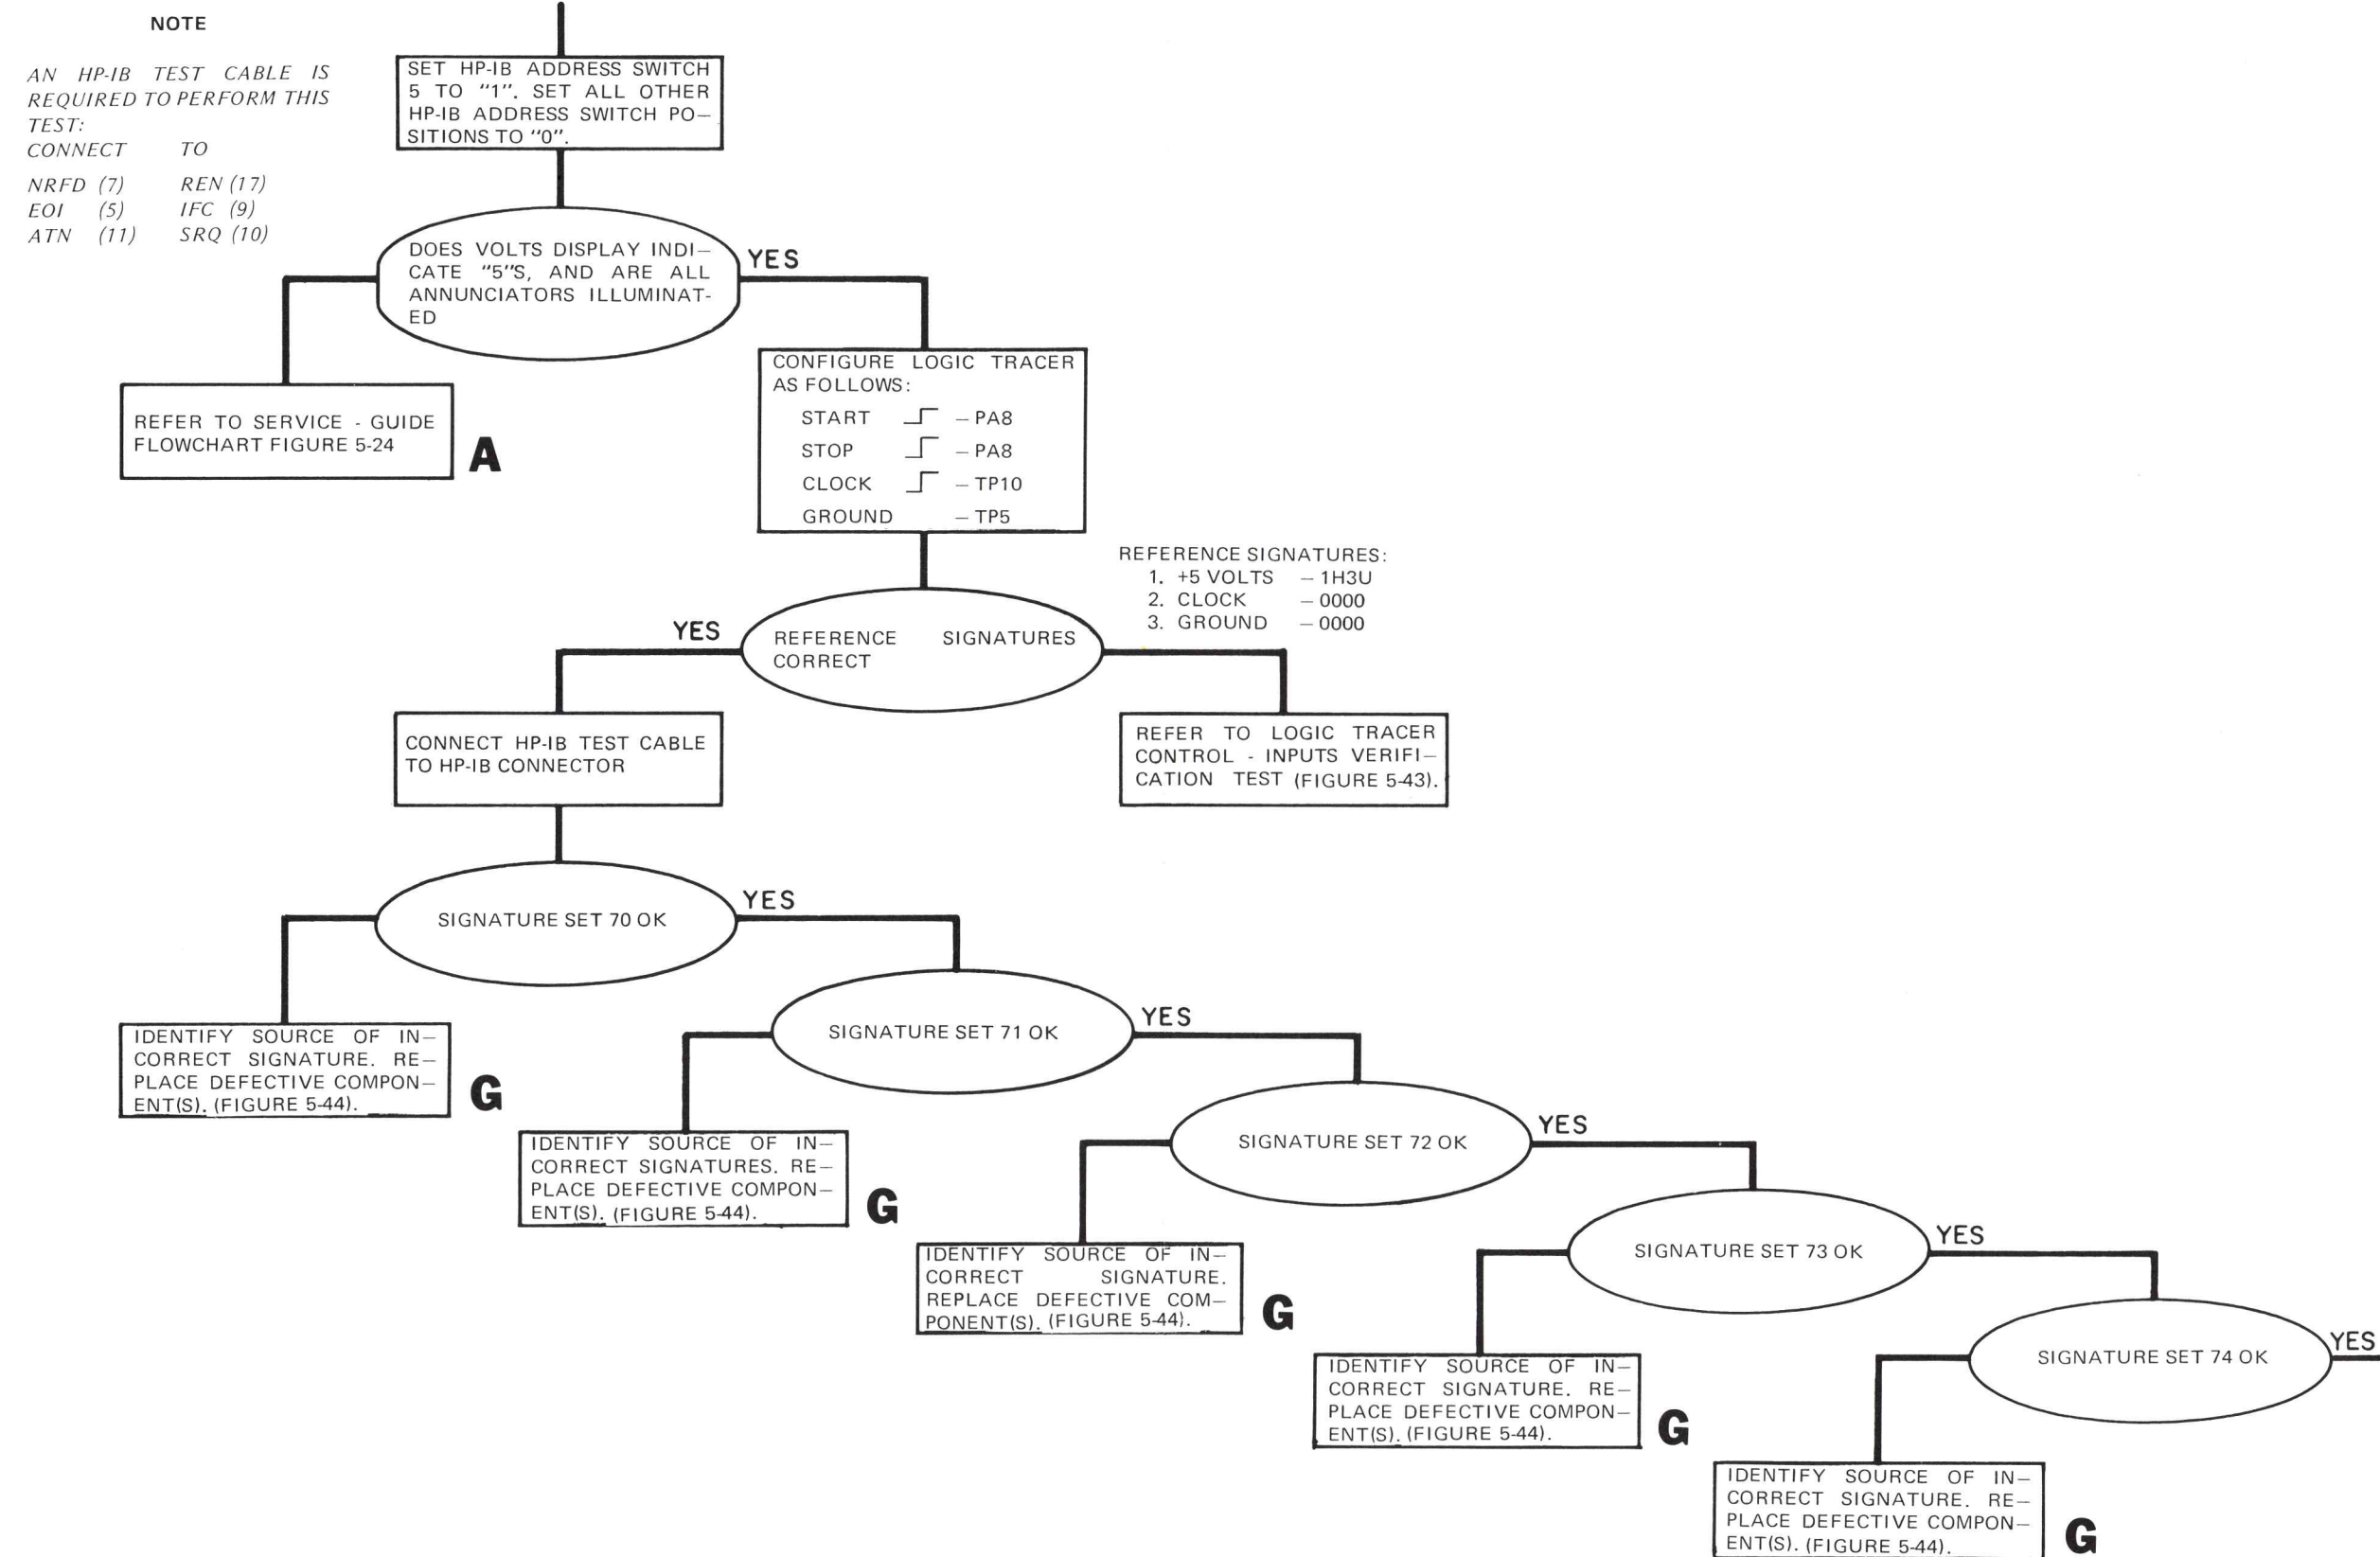 NOTE
AN HP-IB TEST CABLE IS
REQUIRED TO PERFORM THIS
TEST:
CONNECT TO
NRFD (7) REN (17)
EOI (5) IFC (9)
ATN (11) SRQ (10)
SET HP-IB ADDRESS SWITCH
5 TO "1". SET ALL OTHER
HP-IB ADDRESS SWITCH PO—
SITIONS TO "0".
DOES VOLTS DISPLAY INDI—
CATE "5"S, AND ARE ALL
ANNUNCIATORS ILLUMINAT-
ED
YES
REFER TO SERVICE - GUIDE
FLOWCHART FIGURE 5-24
A
CONFIGURE LOGIC TRACER
AS FOLLOWS:
START — PA8
STOP — PA8
CLOCK — TP10
GROUND — TP5
REFERENCE SIGNATURES:
1. +5 VOLTS — 1H3U
2. CLOCK — 0000
3. GROUND — 0000
YES
REFERENCE SIGNATURES
CORRECT
CONNECT HP-IB TEST CABLE
TO HP-IB CONNECTOR
REFER TO LOGIC TRACER
CONTROL - INPUTS VERIFI—
CATION TEST (FIGURE 5-43).
SIGNATURE SET 70 OK
YES
IDENTIFY SOURCE OF IN—
CORRECT SIGNATURE. RE—
PLACE DEFECTIVE COMPON—
ENT(S). (FIGURE 5-44).
G
SIGNATURE SET 71 OK
YES
IDENTIFY SOURCE OF IN—
CORRECT SIGNATURES. RE—
PLACE DEFECTIVE COMPON—
ENT(S). (FIGURE 5-44).
G
SIGNATURE SET 72 OK
YES
IDENTIFY SOURCE OF IN—
CORRECT SIGNATURE.
REPLACE DEFECTIVE COM—
PONENT(S). (FIGURE 5-44).
G
SIGNATURE SET 73 OK
YES
IDENTIFY SOURCE OF IN—
CORRECT SIGNATURE. RE—
PLACE DEFECTIVE COMPON—
ENT(S). (FIGURE 5-44).
G
SIGNATURE SET 74 OK
YES
IDENTIFY SOURCE OF IN—
CORRECT SIGNATURE. RE—
PLACE DEFECTIVE COMPON—
ENT(S). (FIGURE 5-44).
G